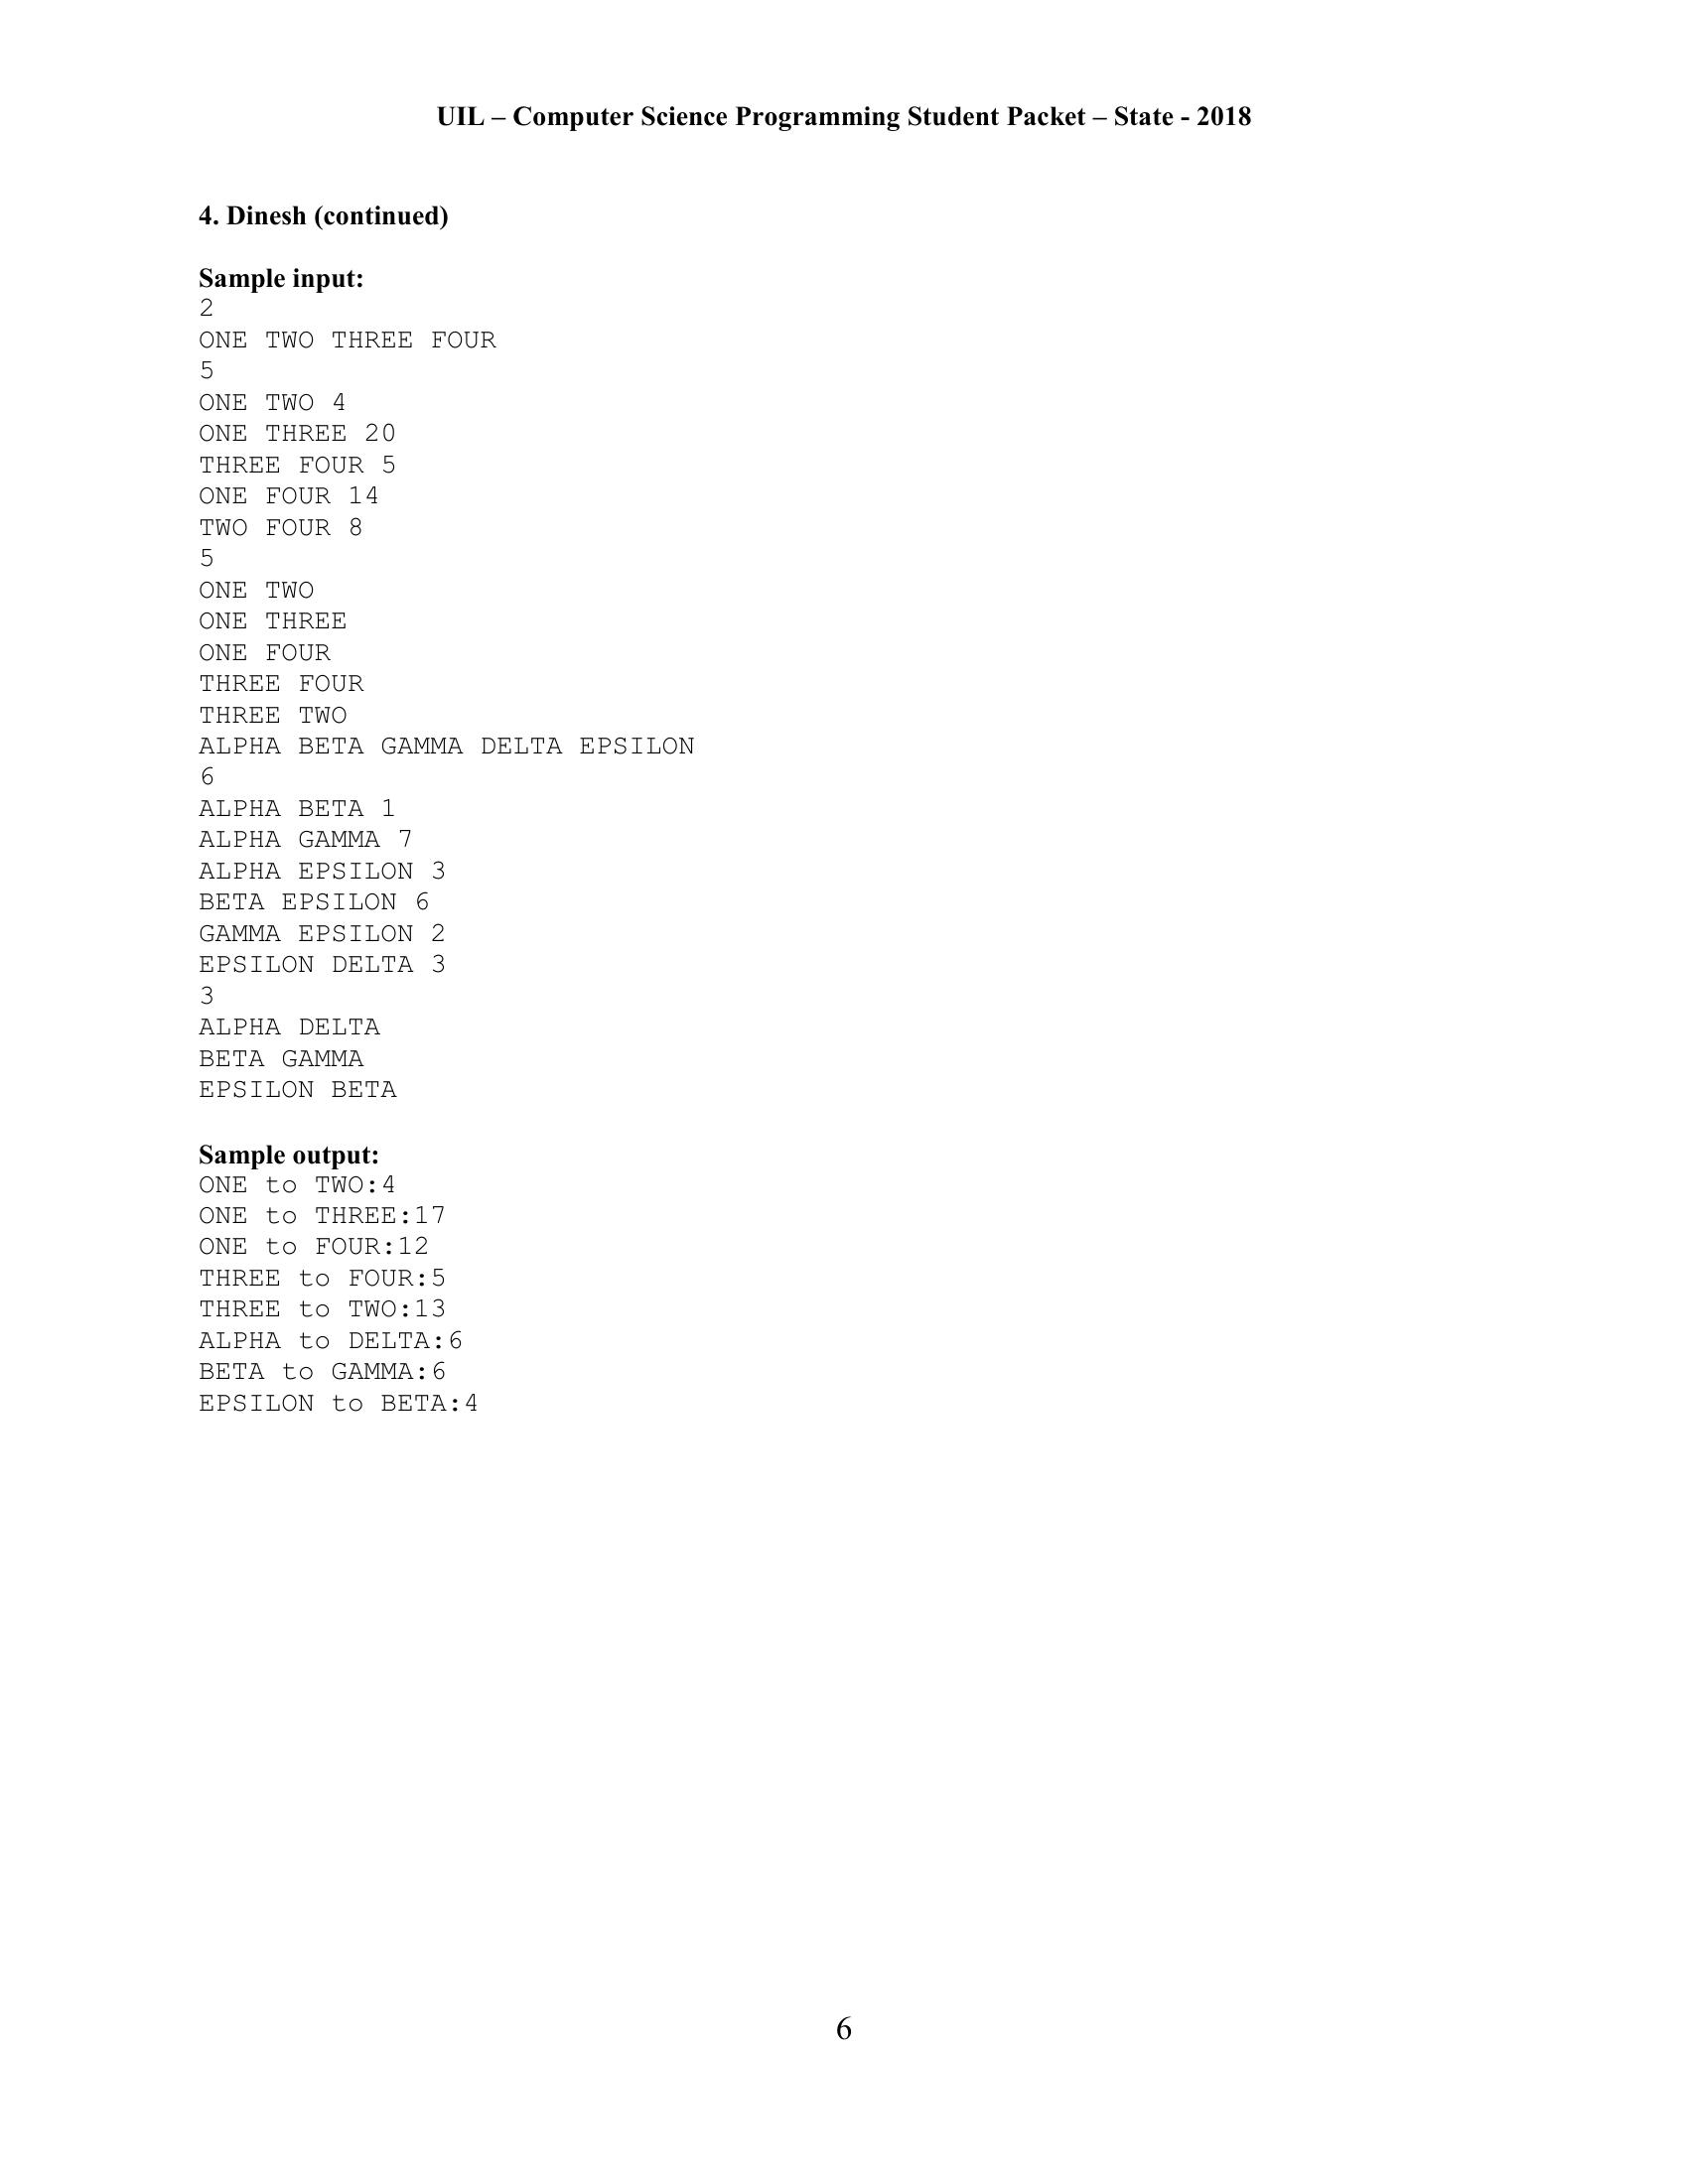 UIL – Computer Science Programming Student Packet – State - 2018
4. Dinesh (continued)
Sample input:
2
ONE TWO THREE FOUR
5
ONE TWO 4
ONE THREE 20
THREE FOUR 5
ONE FOUR 14
TWO FOUR 8
5
ONE TWO
ONE THREE
ONE FOUR
THREE FOUR
THREE TWO
ALPHA BETA GAMMA DELTA EPSILON
6
ALPHA BETA 1
ALPHA GAMMA 7
ALPHA EPSILON 3
BETA EPSILON 6
GAMMA EPSILON 2
EPSILON DELTA 3
3
ALPHA DELTA
BETA GAMMA
EPSILON BETA
Sample output:
ONE to TWO:4
ONE to THREE:17
ONE to FOUR:12
THREE to FOUR:5
THREE to TWO:13
ALPHA to DELTA:6
BETA to GAMMA:6
EPSILON to BETA:4
6